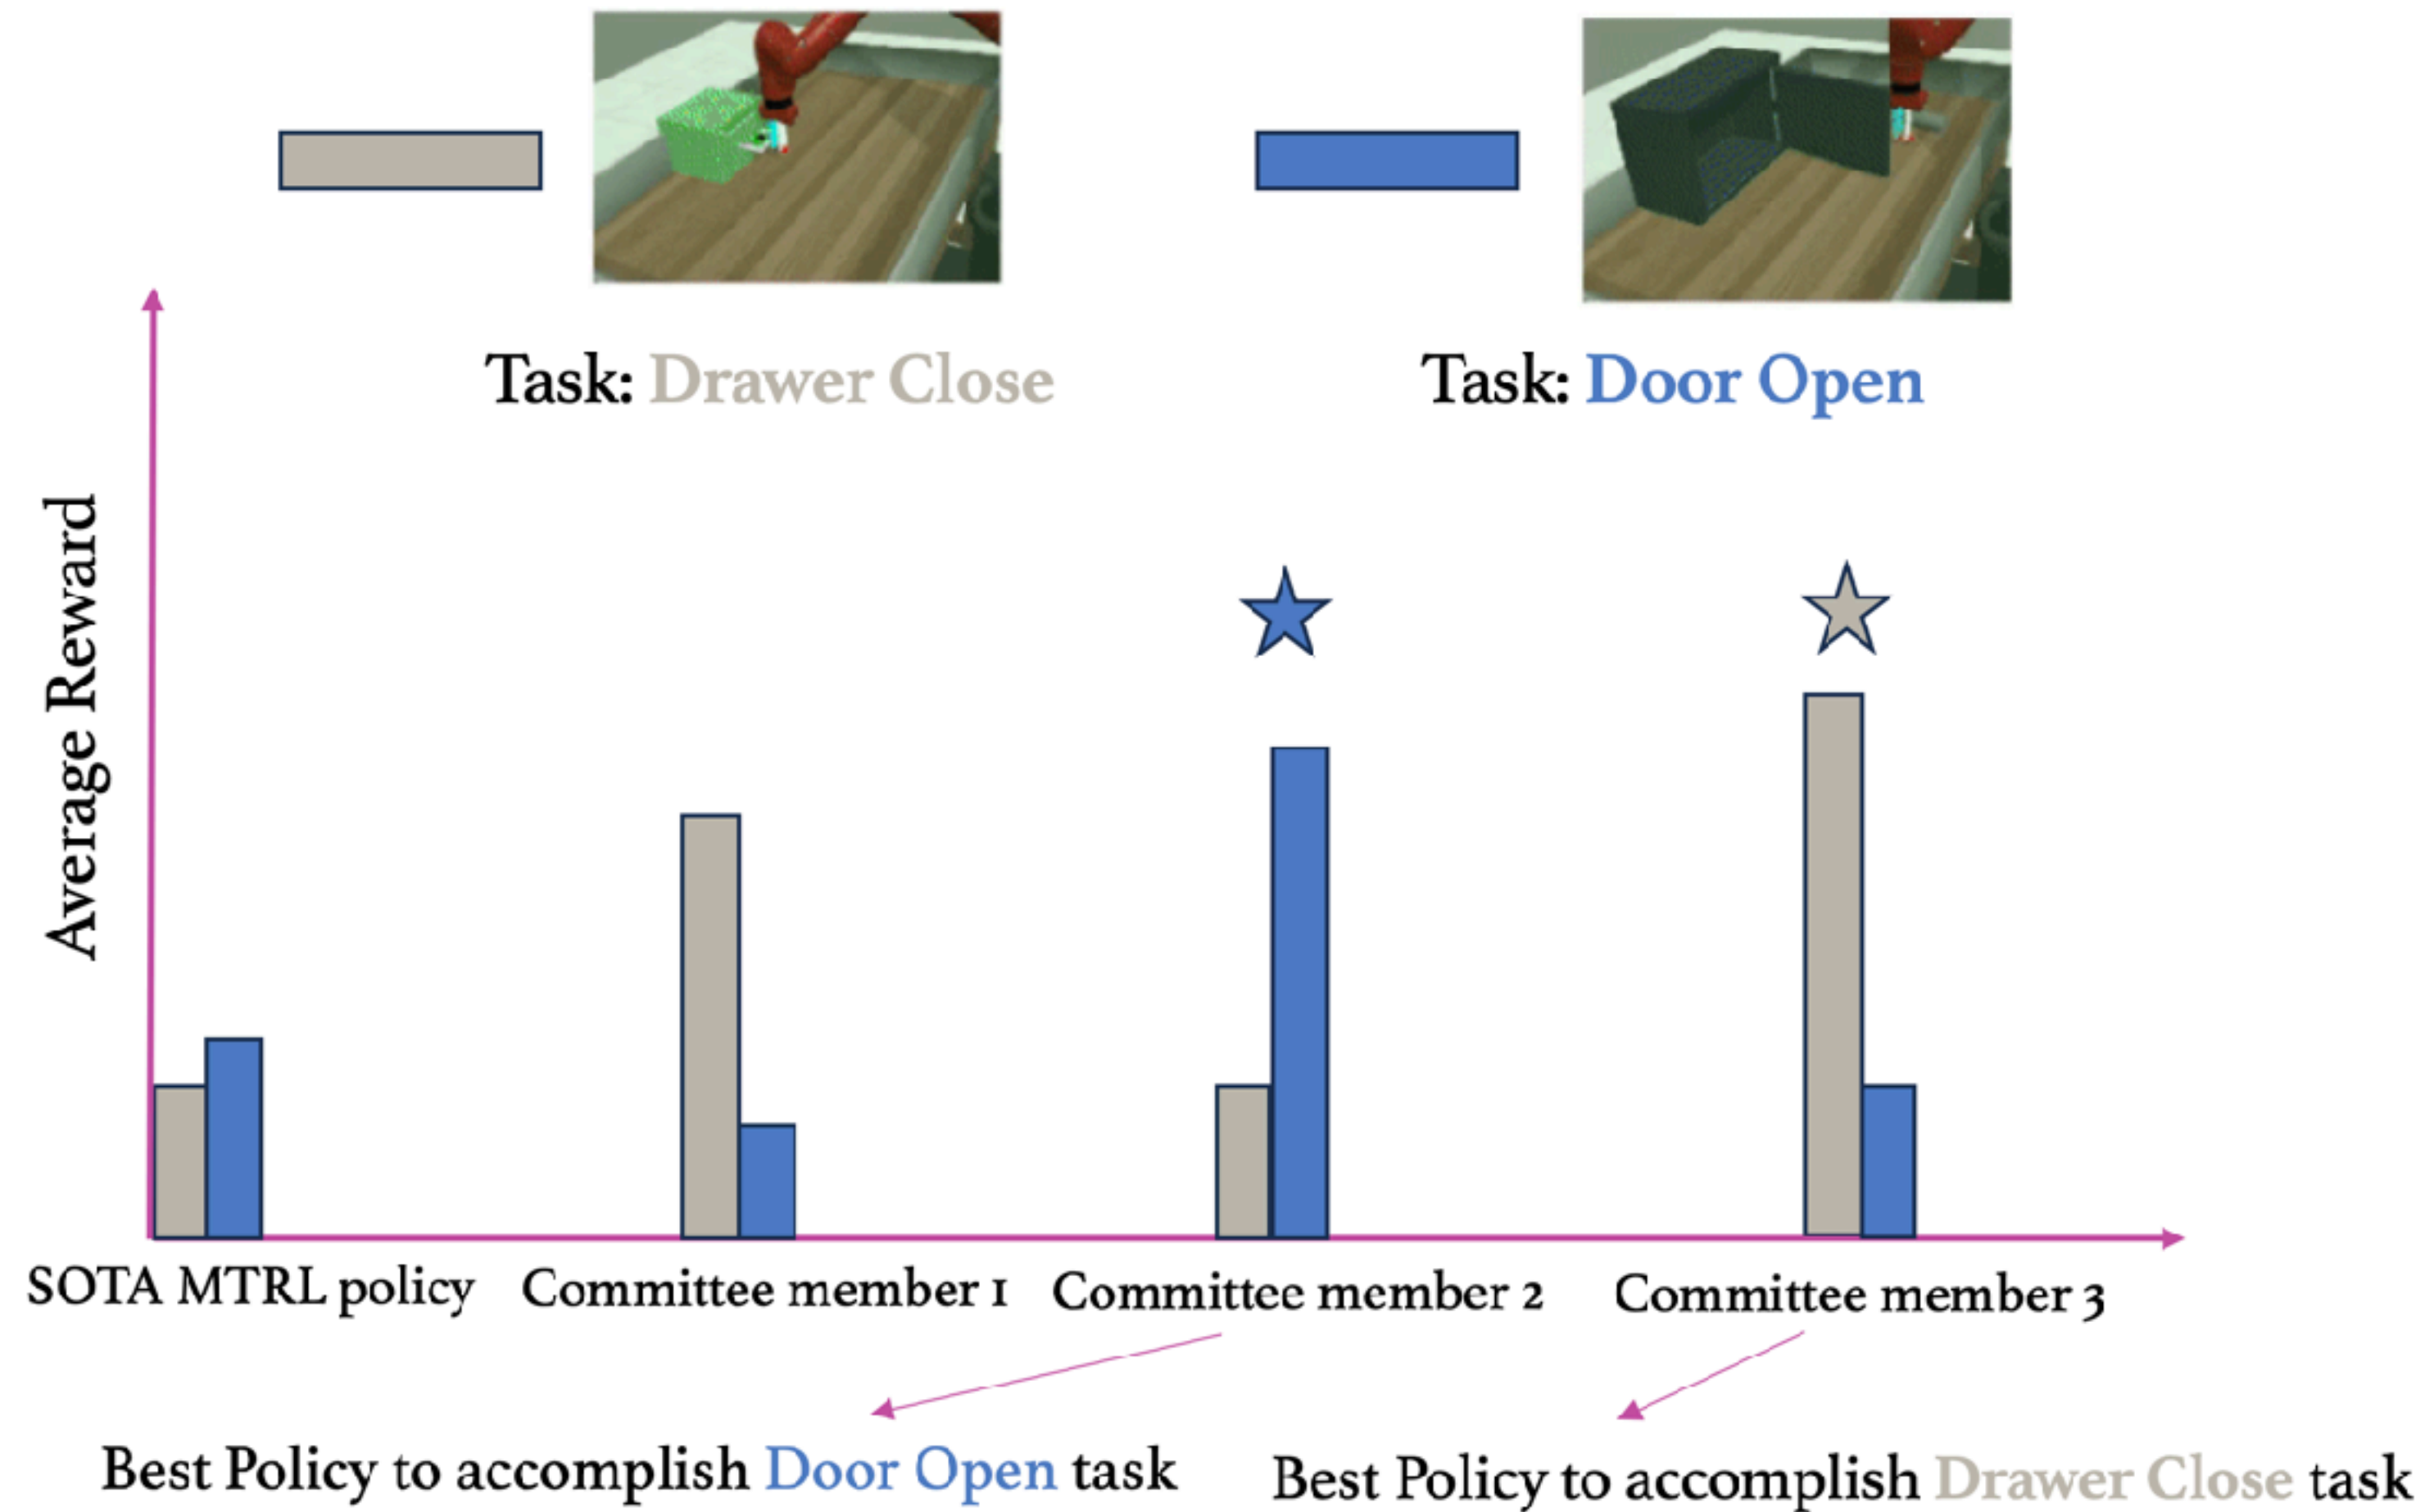 Task: Drawer Close
Task: Door Open
Average Reward
SOTA MTRL policy
Committee member 1
Committee member 2
Committee member 3
Best Policy to accomplish Door Open task
Best Policy to accomplish Drawer Close task